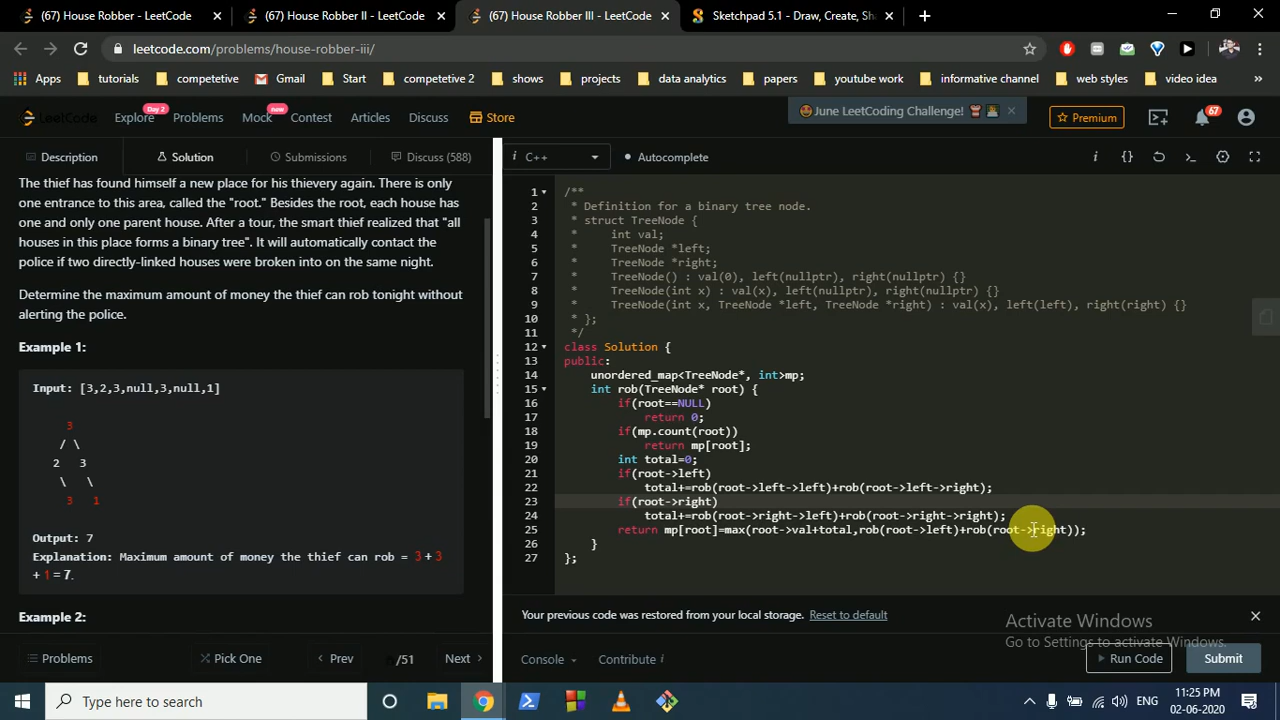 (67) House Robber - LeetCode
(67) House Robber II - LeetCode
(67) House Robber III - LeetCode
Sketchpad 5.1 - Draw, Create, Sha
leetcode.com/problems/house-robber-iii/
Apps tutorials competetive Gmail Start competetive 2 shows projects data analytics papers youtube work informative channel web styles video idea
LeetCode Explore Day 2 Problems Mock new Contest Articles Discuss Store
June LeetCoding Challenge!
Premium 67
Description Solution Submissions Discuss (588)
i C++ Autocomplete
The thief has found himself a new place for his thievery again. There is only
one entrance to this area, called the "root." Besides the root, each house has
one and only one parent house. After a tour, the smart thief realized that "all
houses in this place forms a binary tree". It will automatically contact the
police if two directly-linked houses were broken into on the same night.
Determine the maximum amount of money the thief can rob tonight without
alerting the police.
Example 1:
Input: [3,2,3,null,3,null,1]
3
/ \
2 3
\ \
3 1
Output: 7
Explanation: Maximum amount of money the thief can rob = 3 + 3
+ 1 = 7.
Example 2:
1 /**
2 * Definition for a binary tree node.
3 * struct TreeNode {
4 * int val;
5 * TreeNode *left;
6 * TreeNode *right;
7 * TreeNode() : val(0), left(nullptr), right(nullptr) {}
8 * TreeNode(int x) : val(x), left(nullptr), right(nullptr) {}
9 * TreeNode(int x, TreeNode *left, TreeNode *right) : val(x), left(left), right(right) {}
10 * };
11 */
12 class Solution {
13 public:
14 unordered_map<TreeNode*, int>mp;
15 int rob(TreeNode* root) {
16 if(root==NULL)
17 return 0;
18 if(mp.count(root))
19 return mp[root];
20 int total=0;
21 if(root->left)
22 total+=rob(root->left->left)+rob(root->left->right);
23 if(root->right)
24 total+=rob(root->right->left)+rob(root->right->right);
25 return mp[root]=max(root->val+total,rob(root->left)+rob(root->right));
26 }
27 };
Your previous code was restored from your local storage. Reset to default
Activate Windows
Go to Settings to activate Windows.
Problems Pick One Prev /51 Next
Console Contribute i Run Code Submit
Type here to search
ENG
11:25 PM
02-06-2020